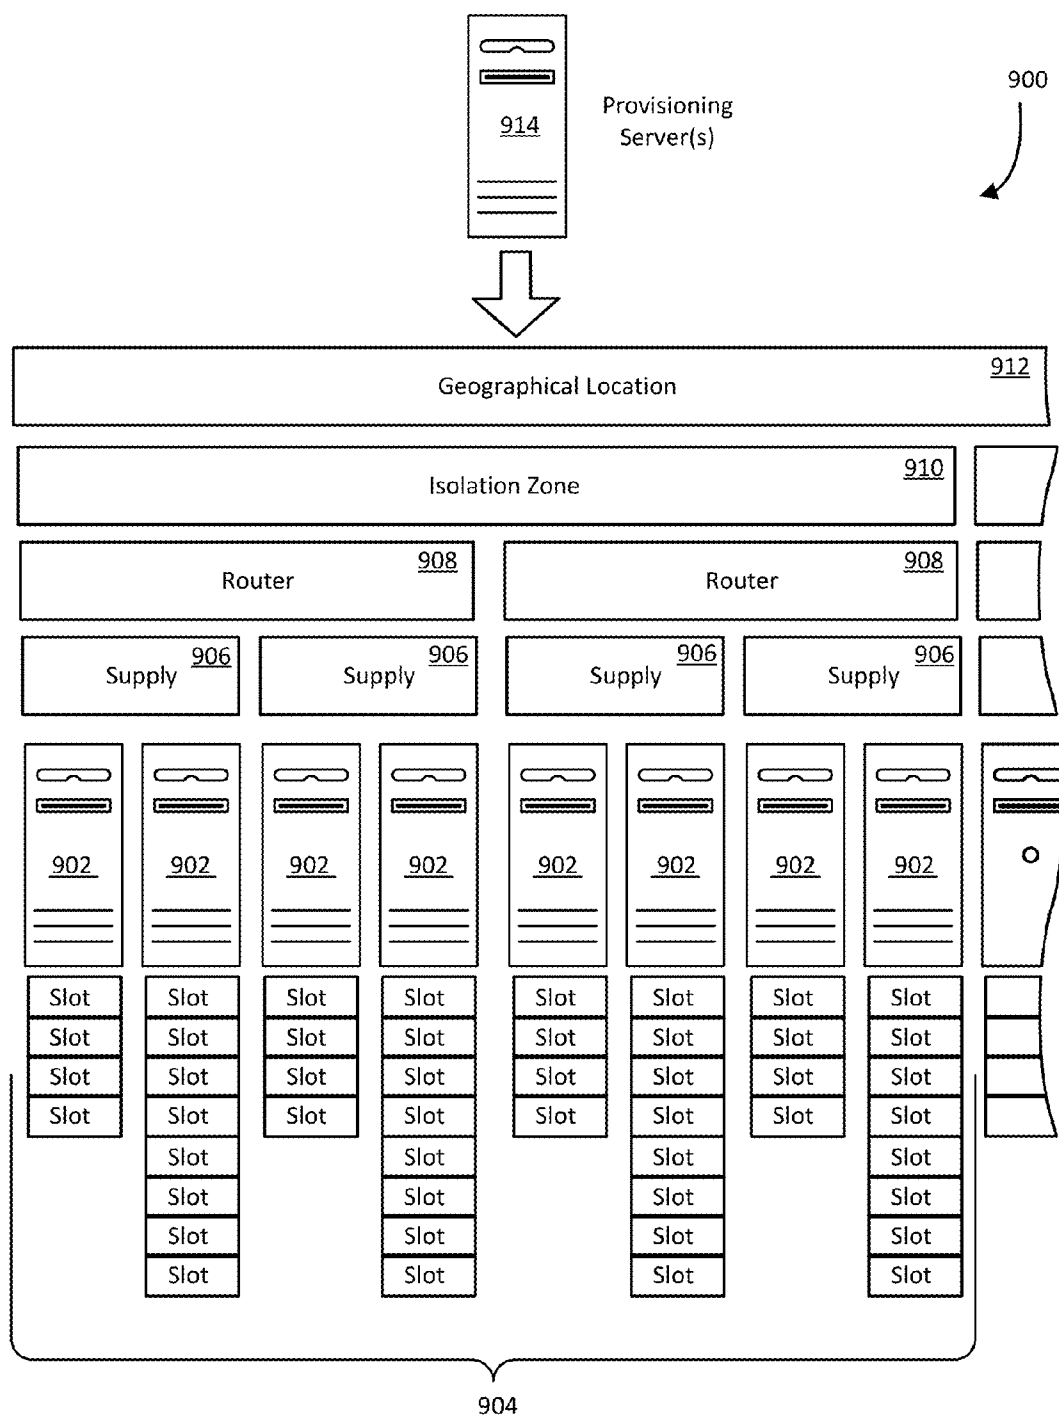 900
914
Provisioning
Server(s)
912
Geographical Location
910
Isolation Zone
908 908
Router Router
906 906 906 906
Supply Supply Supply Supply
902 902 902 902 902 902 902 902
Slot Slot Slot Slot Slot Slot Slot Slot
Slot Slot Slot Slot Slot Slot Slot Slot
Slot Slot Slot Slot Slot Slot Slot Slot
Slot Slot Slot Slot Slot Slot Slot Slot
Slot Slot Slot Slot
Slot Slot Slot Slot
Slot Slot Slot Slot
Slot Slot Slot Slot
904